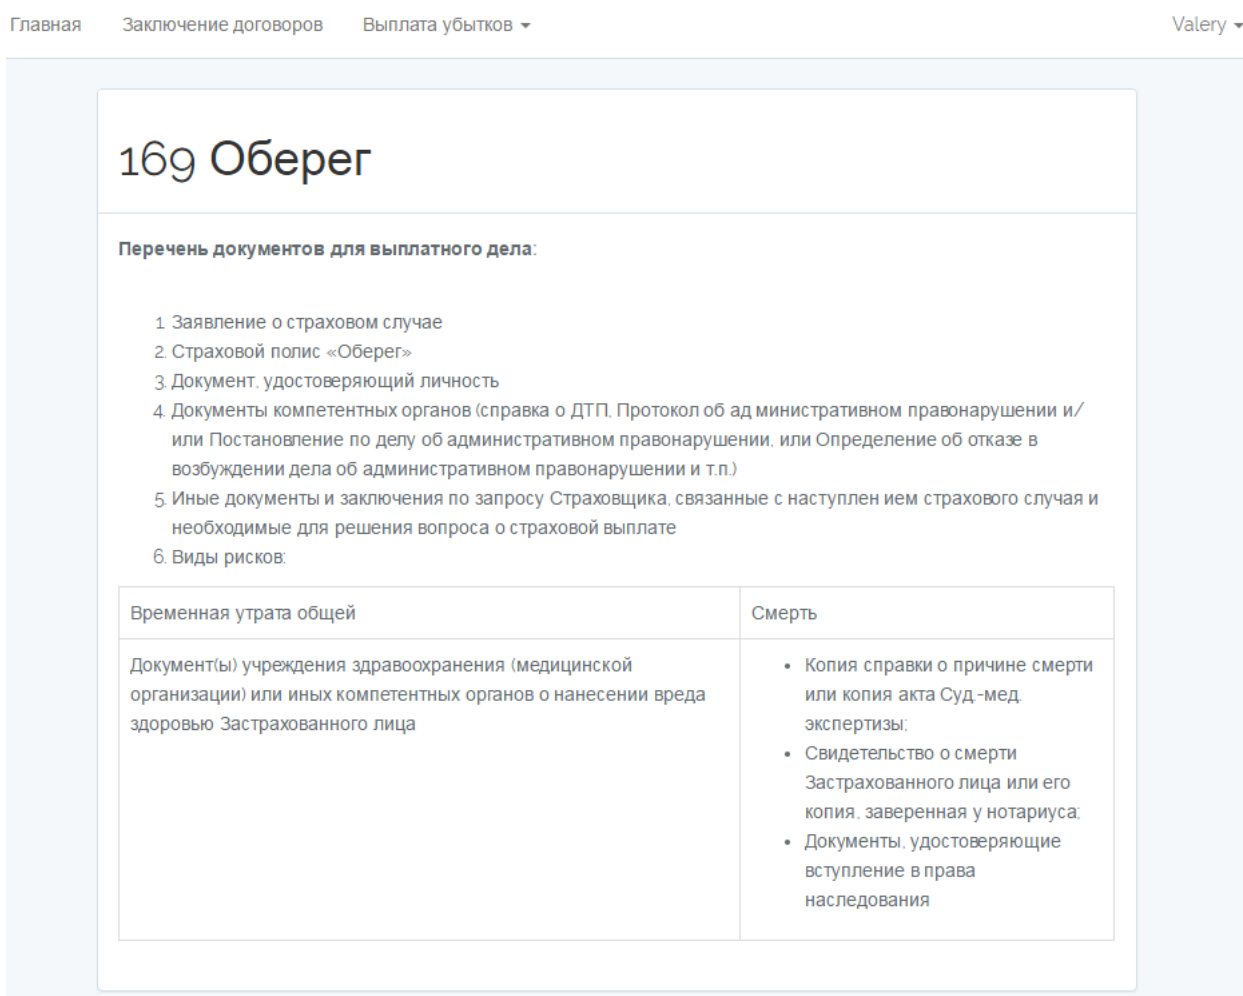 Главная Заключение договоров Выплата убытков Valery
169 Оберег
Перечень документов для выплатного дела:
1. Заявление о страховом случае
2. Страховой полис «Оберег»
3. Документ, удостоверяющий личность
4. Документы компетентных органов (справка о ДТП, Протокол об ад министративном правонарушении и/
или Постановление по делу об административном правонарушении, или Определение об отказе в
возбуждении дела об административном правонарушении и т.п.)
5. Иные документы и заключения по запросу Страховщика, связанные с наступлен ием страхового случая и
необходимые для решения вопроса о страховой выплате
6. Виды рисков:
Временная утрата общей
Смерть
Документ(ы) учреждения здравоохранения (медицинской
организации) или иных компетентных органов о нанесении вреда
здоровью Застрахованного лица
• Копия справки о причине смерти
или копия акта Суд.-мед.
экспертизы;
• Свидетельство о смерти
Застрахованного лица или его
копия, заверенная у нотариуса;
• Документы, удостоверяющие
вступление в права
наследования